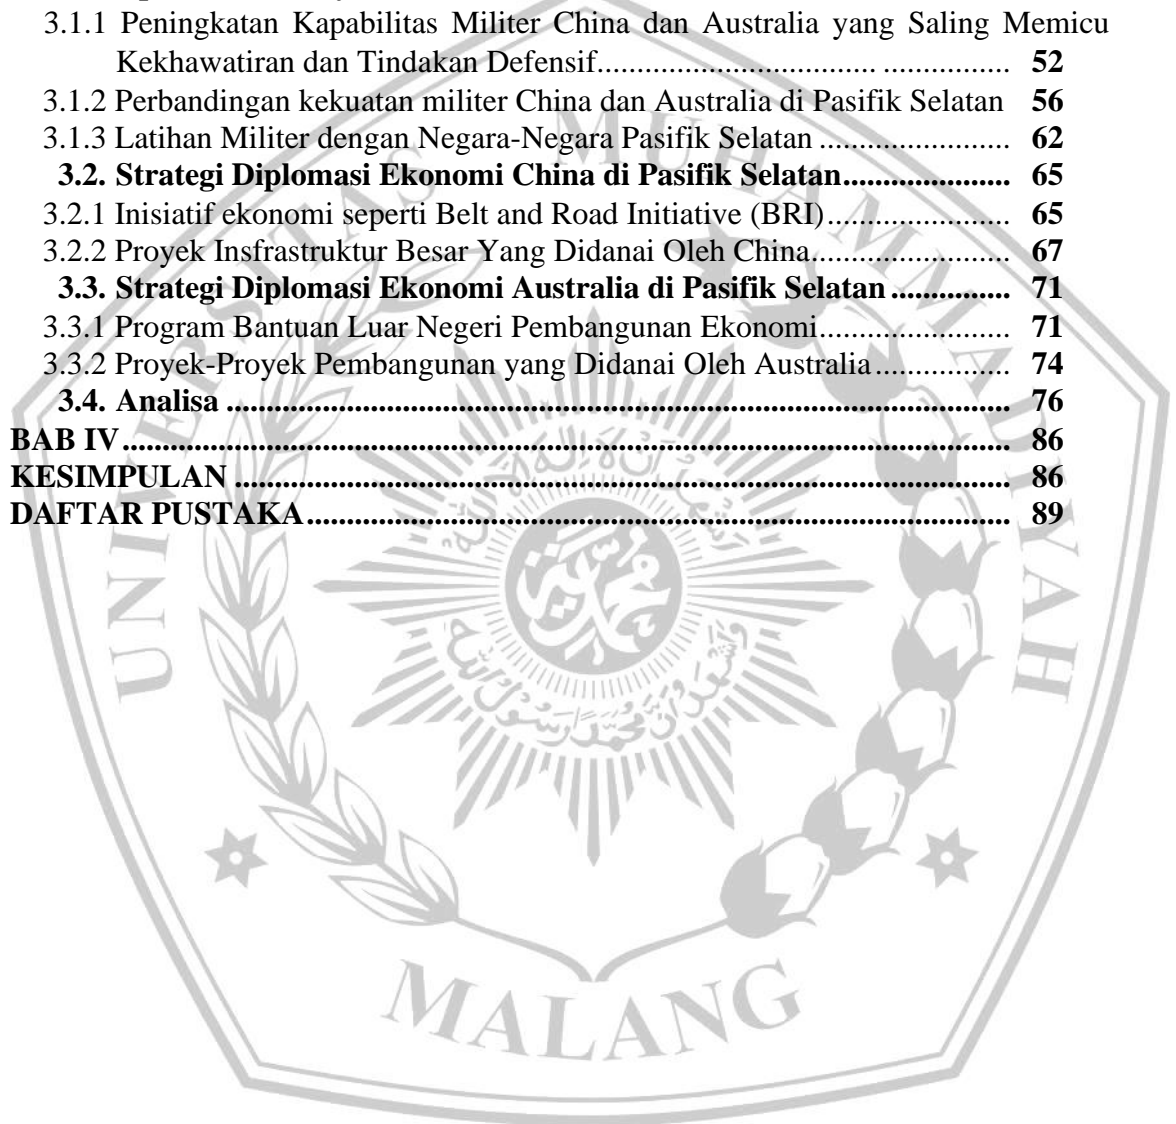 3.1.1 Peningkatan Kapabilitas Militer China dan Australia yang Saling Memicu
Kekhawatiran dan Tindakan Defensif................................... ................ 52
3.1.2 Perbandingan kekuatan militer China dan Australia di Pasifik Selatan 56
3.1.3 Latihan Militer dengan Negara-Negara Pasifik Selatan ........................ 62
3.2. Strategi Diplomasi Ekonomi China di Pasifik Selatan..................... 65
3.2.1 Inisiatif ekonomi seperti Belt and Road Initiative (BRI)....................... 65
3.2.2 Proyek Insfrastruktur Besar Yang Didanai Oleh China......................... 67
3.3. Strategi Diplomasi Ekonomi Australia di Pasifik Selatan ............... 71
3.3.1 Program Bantuan Luar Negeri Pembangunan Ekonomi........................ 71
3.3.2 Proyek-Proyek Pembangunan yang Didanai Oleh Australia ................. 74
3.4. Analisa .................................................................................................. 76
BAB IV ............................................................................................................... 86
KESIMPULAN ................................................................................................. 86
DAFTAR PUSTAKA........................................................................................ 89
UNIVERSITAS MUHAMMADIYAH
MALANG